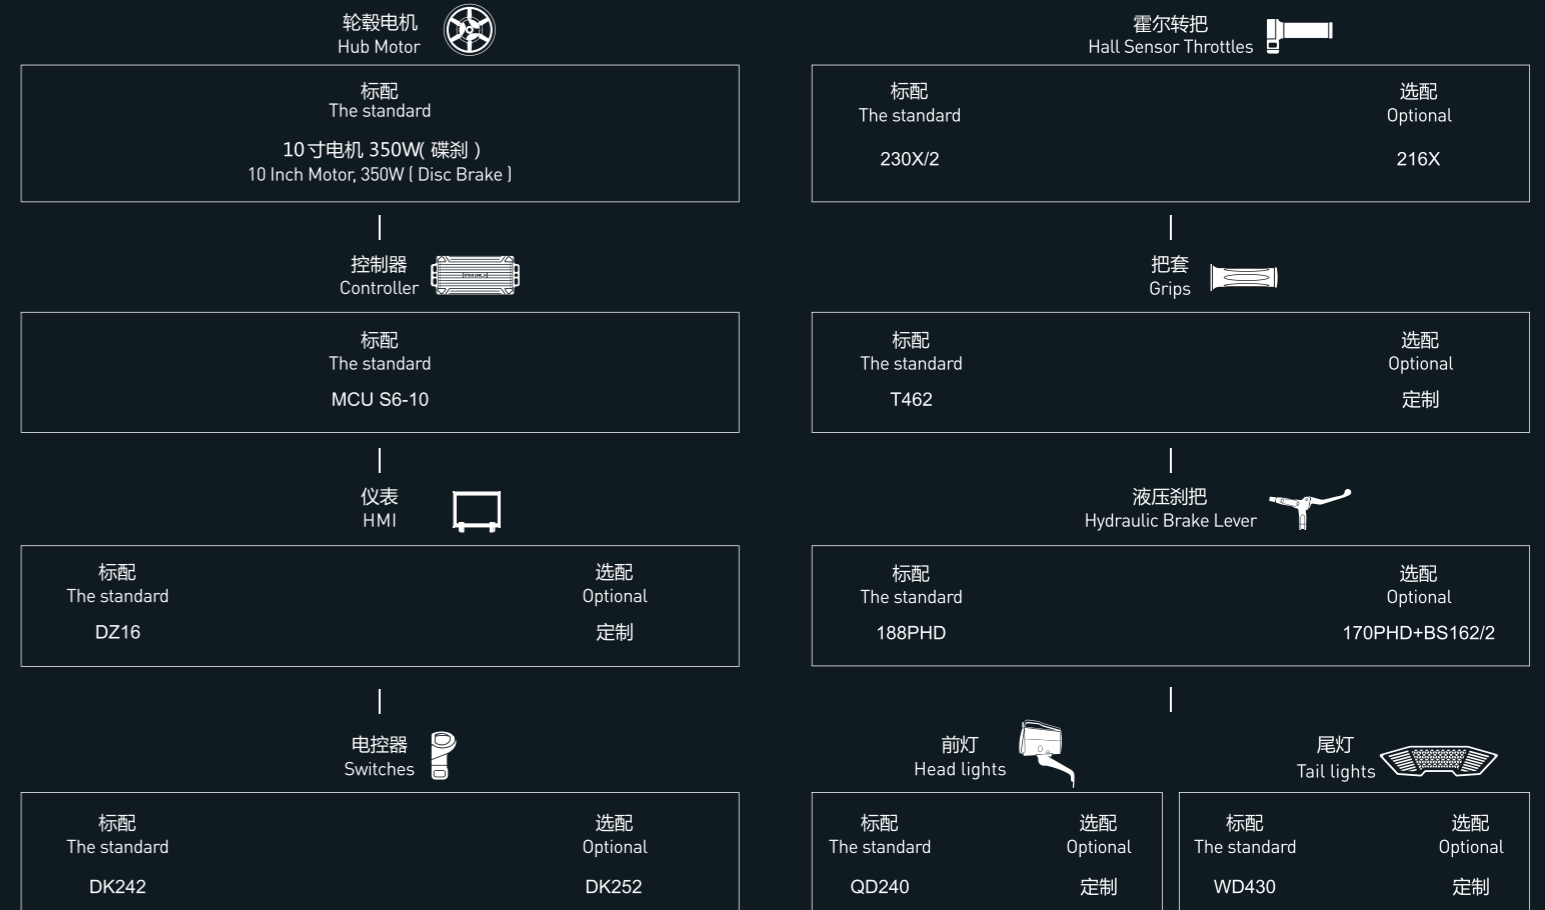 轮毂电机
Hub Motor
标配
The standard
10寸电机 350W( 碟刹 )
10 Inch Motor, 350W ( Disc Brake )
控制器
Controller
标配
The standard
MCU S6-10
仪表
HMI
标配 选配
The standard Optional
DZ16 定制
电控器
Switches
标配 选配
The standard Optional
DK242 DK252
霍尔转把
Hall Sensor Throttles
标配 选配
The standard Optional
230X/2 216X
把套
Grips
标配 选配
The standard Optional
T462 定制
液压刹把
Hydraulic Brake Lever
标配 选配
The standard Optional
188PHD 170PHD+BS162/2
前灯
Head lights
标配 选配
The standard Optional
QD240 定制
尾灯
Tail lights
标配 选配
The standard Optional
WD430 定制